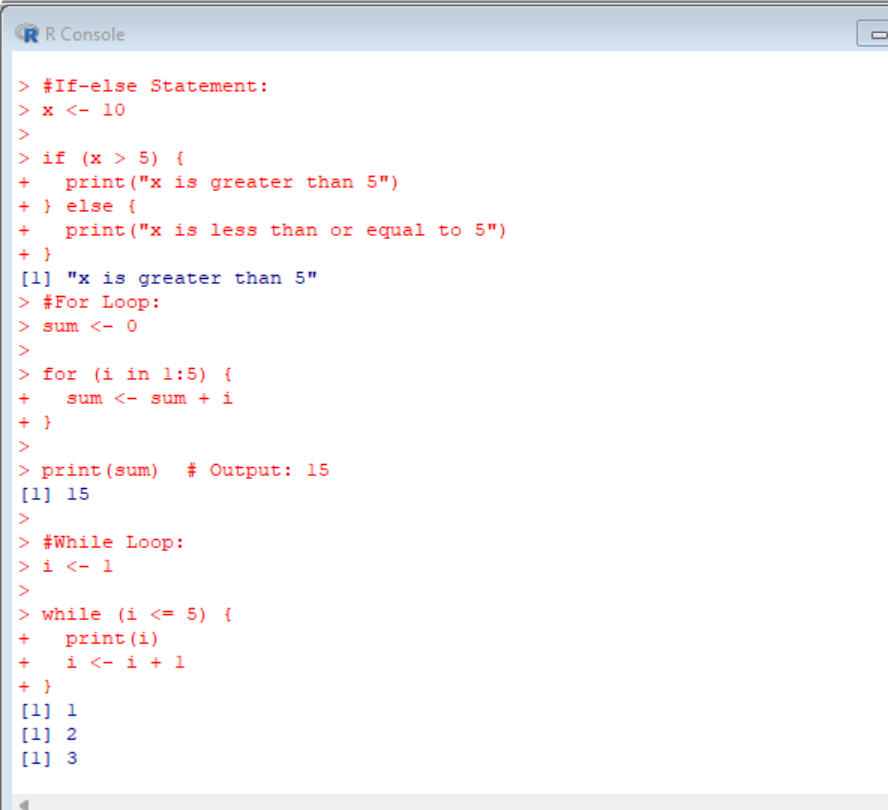 R Console
> #If-else Statement:
> x <- 10
>
> if (x > 5) {
+   print("x is greater than 5")
+ } else {
+   print("x is less than or equal to 5")
+ }
[1] "x is greater than 5"
> #For Loop:
> sum <- 0
>
> for (i in 1:5) {
+   sum <- sum + i
+ }
>
> print(sum)  # Output: 15
[1] 15
>
> #While Loop:
> i <- 1
>
> while (i <= 5) {
+   print(i)
+   i <- i + 1
+ }
[1] 1
[1] 2
[1] 3